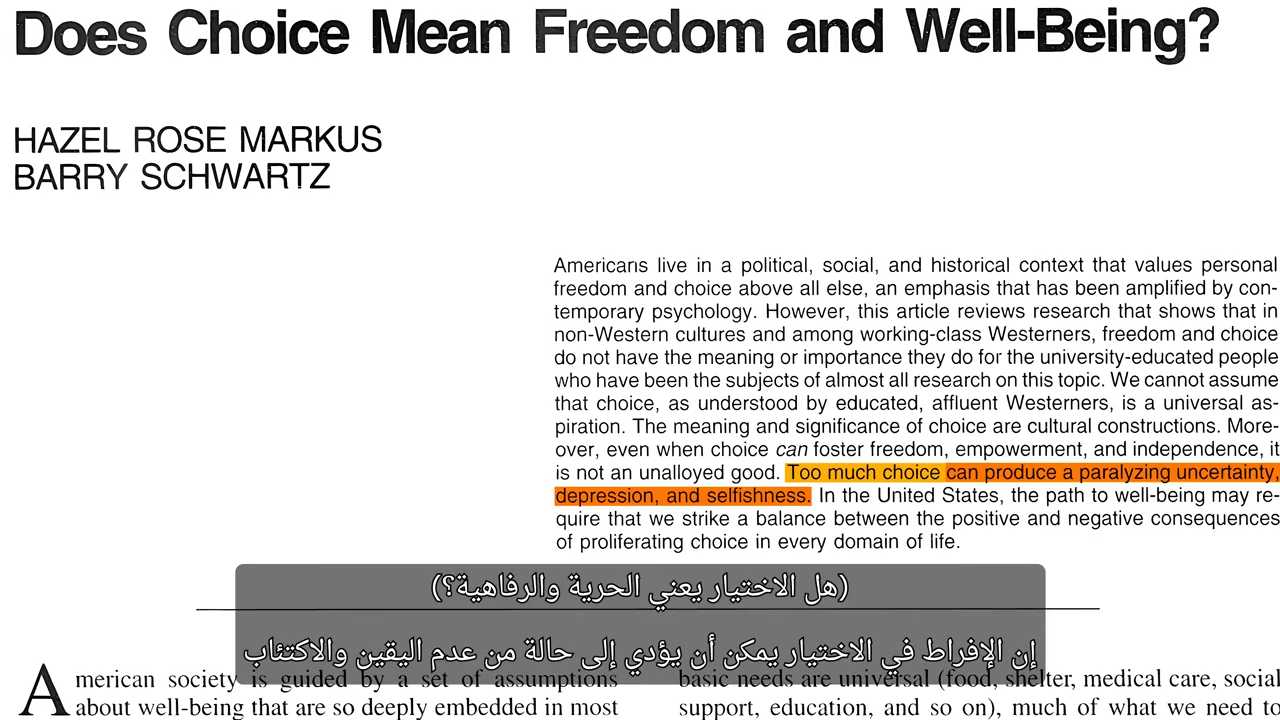 Does Choice Mean Freedom and Well-Being?
HAZEL ROSE MARKUS
BARRY SCHWARTZ
Americans live in a political, social, and historical context that values personal
freedom and choice above all else, an emphasis that has been amplified by con-
temporary psychology. However, this article reviews research that shows that in
non-Western cultures and among working-class Westerners, freedom and choice
do not have the meaning or importance they do for the university-educated people
who have been the subjects of almost all research on this topic. We cannot assume
that choice, as understood by educated, affluent Westerners, is a universal as-
piration. The meaning and significance of choice are cultural constructions. More-
over, even when choice can foster freedom, empowerment, and independence, it
is not an unalloyed good. Too much choice can produce a paralyzing uncertainty,
depression, and selfishness. In the United States, the path to well-being may re-
quire that we strike a balance between the positive and negative consequences
of proliferating choice in every domain of life.
(هل الاختيار يعني الحرية والرفاهية؟)
إن الإفراط في الاختيار يمكن أن يؤدي إلى حالة من عدم اليقين والاكتئاب
American society is guided by a set of assumptions
about well-being that are so deeply embedded in most
basic needs are universal (food, shelter, medical care, social
support, education, and so on), much of what we need to